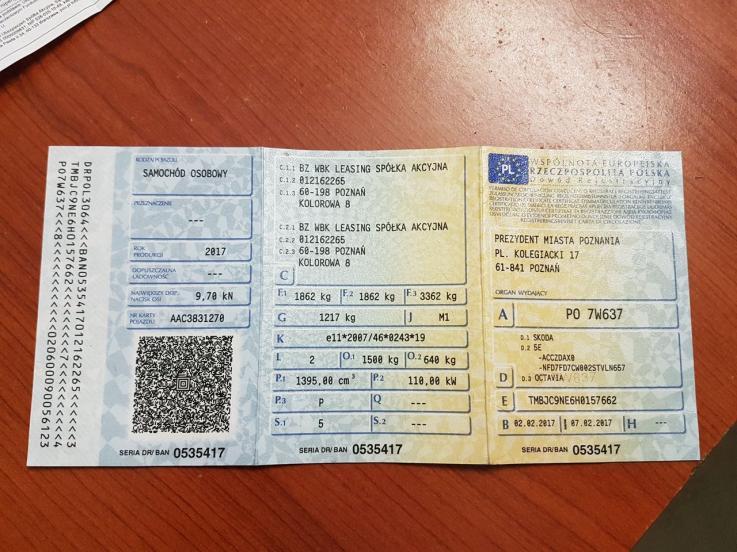 DRPOL3D64<<<BAN053541701216226 5<<<<<<<3
TMBJC9NE6H0157662<<<<<<<<<<<7<<<<<<4
PO7W637<<<8<<<<<<<<<<<<O2O6OOO9OO56123
RODZAJ POJAZDU
SAMOCHÓD OSOBOWY
PRZEZNACZENIE
---
ROK
PRODUKCJI
2017
DOPUSZCZALNA
ŁADOWNOŚĆ
---
NAJWIĘKSZY DOP.
NACISK OSI
9,70 kN
NR KARTY
POJAZDU
AAC3831270
SERIA DR/BAN 0535417
C.1.1 BZ WBK LEASING SPÓŁKA AKCYJNA
C.1.2 012162265
C.1.3 60-198 POZNAŃ
KOLOROWA 8
C.2.1 BZ WBK LEASING SPÓŁKA AKCYJNA
C.2.2 012162265
C.2.3 60-198 POZNAŃ
KOLOROWA 8
C
F.1 1862 kg F.2 1862 kg F.3 3362 kg
G 1217 kg J M1
K e11*2007/46*0243*19
L 2 O.1 1500 kg O.2 640 kg
P.1 1395,00 cm³ P.2 110,00 kW
P.3 P Q ---
S.1 5 S.2 ---
SERIA DR/BAN 0535417
PL
WSPÓLNOTA EUROPEJSKA
RZECZPOSPOLITA POLSKA
Dowód Rejestracyjny
PREZYDENT MIASTA POZNANIA
PL. KOLEGIACKI 17
61-841 POZNAŃ
ORGAN WYDAJĄCY
A PO 7W637
D.1 SKODA
D.2 5E
-ACCZDAX0
-NFD7FD7CW002STVLN657
D D.3 OCTAVIA
E TMBJC9NE6H0157662
B 02.02.2017 I 07.02.2017 H ---
SERIA DR/BAN 0535417